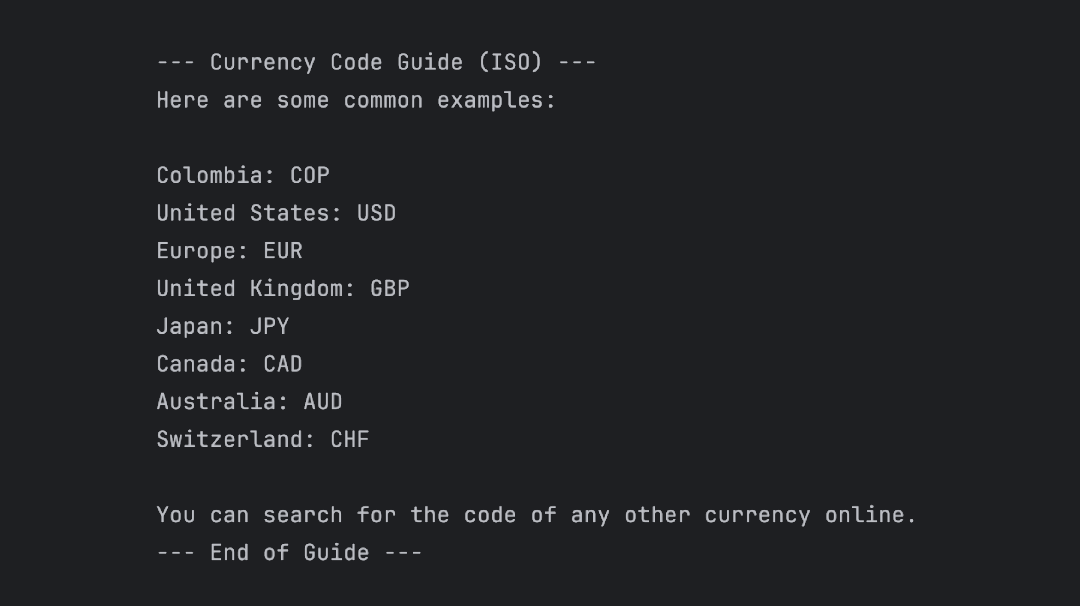 --- Currency Code Guide (ISO) ---
Here are some common examples:
Colombia: COP
United States: USD
Europe: EUR
United Kingdom: GBP
Japan: JPY
Canada: CAD
Australia: AUD
Switzerland: CHF
You can search for the code of any other currency online.
--- End of Guide ---